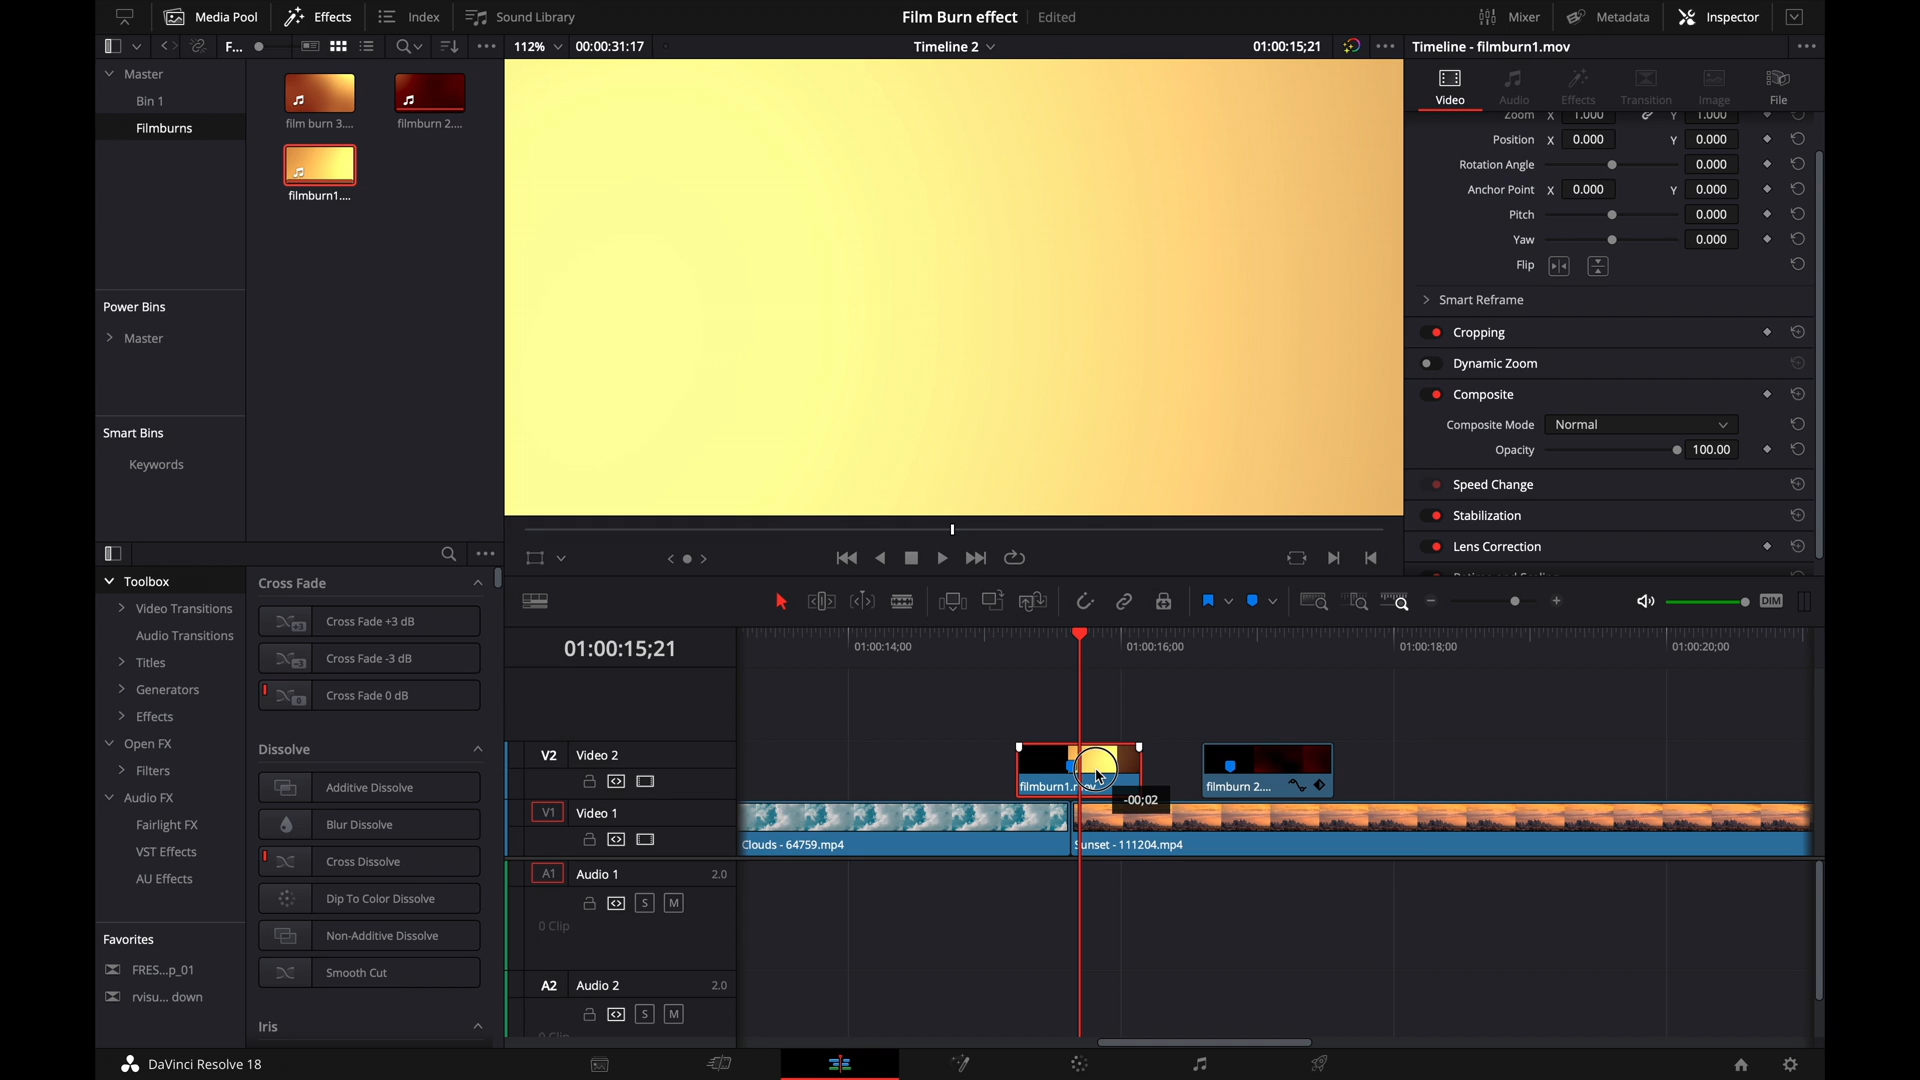 Media Pool
Effects
Index
Sound Library
Film Burn effect
Edited
Mixer
Metadata
Inspector
F...
112%
00:00:31:17
Timeline 2
01:00:15;21
Timeline - filmburn1.mov
Master
Bin 1
Filmburns
film burn 3....
filmburn 2....
filmburn1....
Video
Audio
Effects
Transition
Image
File
Zoom X 1.000 Y 1.000
Position X 0.000 Y 0.000
Rotation Angle 0.000
Anchor Point X 0.000 Y 0.000
Pitch 0.000
Yaw 0.000
Flip
Smart Reframe
Cropping
Dynamic Zoom
Composite
Composite Mode Normal
Opacity 100.00
Speed Change
Stabilization
Lens Correction
Power Bins
Master
Smart Bins
Keywords
Toolbox
Video Transitions
Audio Transitions
Titles
Generators
Effects
Open FX
Filters
Audio FX
Fairlight FX
VST Effects
AU Effects
Favorites
FRES...p_01
rvisu... down
Cross Fade
+3 Cross Fade +3 dB
-3 Cross Fade -3 dB
0 Cross Fade 0 dB
Dissolve
Additive Dissolve
Blur Dissolve
Cross Dissolve
Dip To Color Dissolve
Non-Additive Dissolve
Smooth Cut
Iris
DIM
01:00:15;21
01:00:14;00
01:00:16;00
01:00:18;00
01:00:20;00
V2 Video 2
filmburn1.mov
-00;02
filmburn 2....
V1 Video 1
Clouds - 64759.mp4
Sunset - 111204.mp4
A1 Audio 1 2.0
S M
0 Clip
A2 Audio 2 2.0
S M
DaVinci Resolve 18